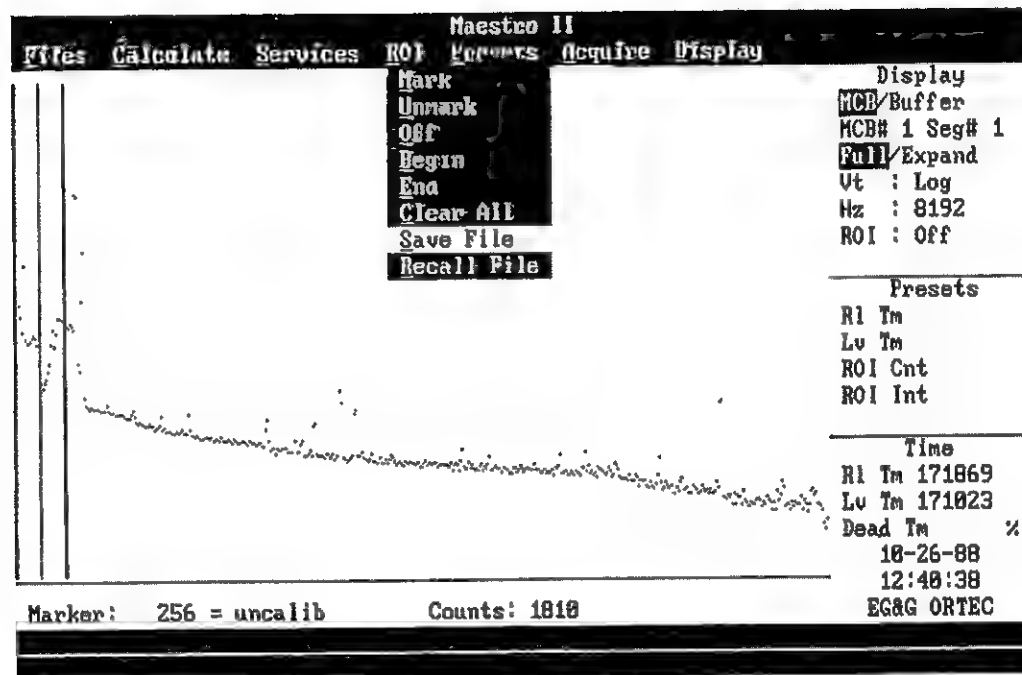 Maestro II
Files Calculate Services ROI Acquire Display
Mark
Unmark
Off
Begin
End
Clear All
Save File
Recall File
Display
MCB/Buffer
MCB# 1 Seg# 1
Full/Expand
Vt : Log
Hz : 8192
ROI : Off
Presets
Rl Tm
Lv Tm
ROI Cnt
ROI Int
Time
Rl Tm 171869
Lv Tm 171023
Dead Tm %
10-26-88
12:40:38
EG&G ORTEC
Marker: 256 = uncalib Counts: 1010